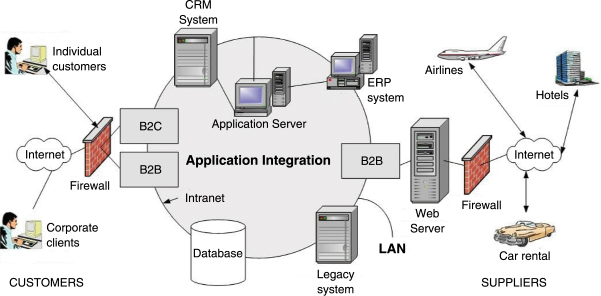 CRM
System
Individual
customers
Airlines
ERP
system
Hotels
Application Server
B2C
Internet
Application Integration
B2B
B2B
Internet
Firewall
Intranet
Web
Server
Firewall
Corporate
clients
Database
LAN
Car rental
Legacy
system
CUSTOMERS
SUPPLIERS